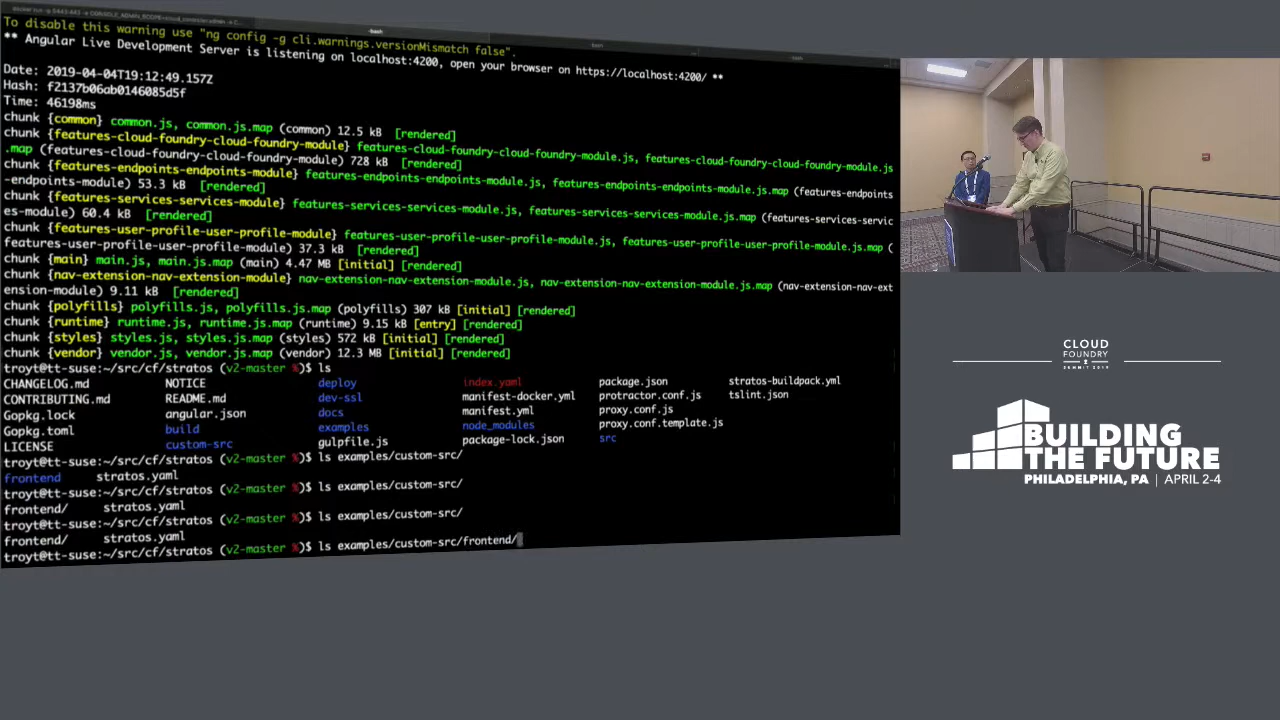 To disable this warning use "ng config -g cli.warnings.versionMismatch false".
** Angular Live Development Server is listening on localhost:4200, open your browser on https://localhost:4200/ **
Date: 2019-04-04T19:12:49.157Z
Hash: f2137b06ab0146085d5f
Time: 46198ms
chunk {common} common.js, common.js.map (common) 12.5 kB [rendered]
chunk {features-cloud-foundry-cloud-foundry-module} features-cloud-foundry-cloud-foundry-module.js, features-cloud-foundry-cloud-foundry-module.js
.map (features-cloud-foundry-cloud-foundry-module) 728 kB [rendered]
chunk {features-endpoints-endpoints-module} features-endpoints-endpoints-module.js, features-endpoints-endpoints-module.js.map (features-endpoints
-endpoints-module) 53.3 kB [rendered]
chunk {features-services-services-module} features-services-services-module.js, features-services-services-module.js.map (features-services-servic
es-module) 60.4 kB [rendered]
chunk {features-user-profile-user-profile-module} features-user-profile-user-profile-module.js, features-user-profile-user-profile-module.js.map (
features-user-profile-user-profile-module) 37.3 kB [rendered]
chunk {main} main.js, main.js.map (main) 4.47 MB [initial] [rendered]
chunk {nav-extension-nav-extension-module} nav-extension-nav-extension-module.js, nav-extension-nav-extension-module.js.map (nav-extension-nav-ext
ension-module) 9.11 kB [rendered]
chunk {polyfills} polyfills.js, polyfills.js.map (polyfills) 307 kB [initial] [rendered]
chunk {runtime} runtime.js, runtime.js.map (runtime) 9.15 kB [entry] [rendered]
chunk {styles} styles.js, styles.js.map (styles) 572 kB [initial] [rendered]
chunk {vendor} vendor.js, vendor.js.map (vendor) 12.3 MB [initial] [rendered]
troyt@tt-suse:~/src/cf/stratos (v2-master %)$ ls
CHANGELOG.md NOTICE deploy index.yaml package.json stratos-buildpack.yml
CONTRIBUTING.md README.md dev-ssl manifest-docker.yml protractor.conf.js tslint.json
Gopkg.lock angular.json docs manifest.yml proxy.conf.js
Gopkg.toml build examples node_modules proxy.conf.template.js
LICENSE custom-src gulpfile.js package-lock.json src
troyt@tt-suse:~/src/cf/stratos (v2-master %)$ ls examples/custom-src/
frontend stratos.yaml
troyt@tt-suse:~/src/cf/stratos (v2-master %)$ ls examples/custom-src/
frontend/ stratos.yaml
troyt@tt-suse:~/src/cf/stratos (v2-master %)$ ls examples/custom-src/
frontend/ stratos.yaml
troyt@tt-suse:~/src/cf/stratos (v2-master %)$ ls examples/custom-src/frontend/
CLOUD
FOUNDRY
SUMMIT 2019
BUILDING
THE FUTURE
PHILADELPHIA, PA | APRIL 2-4